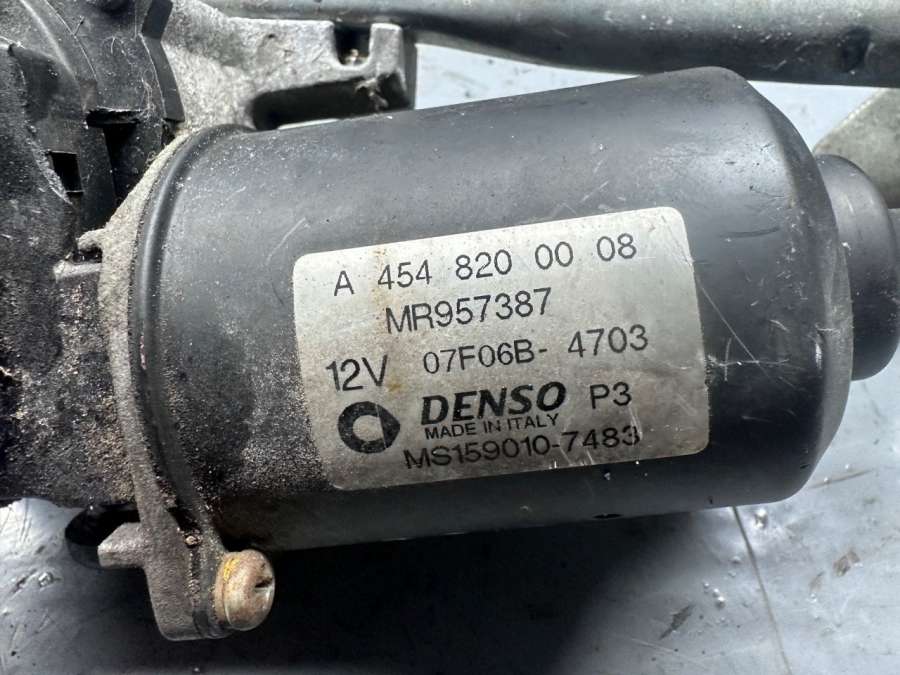 A 454 820 00 08
MR957387
12V 07F06B- 4703
DENSO P3
MADE IN ITALY
MS159010-7483